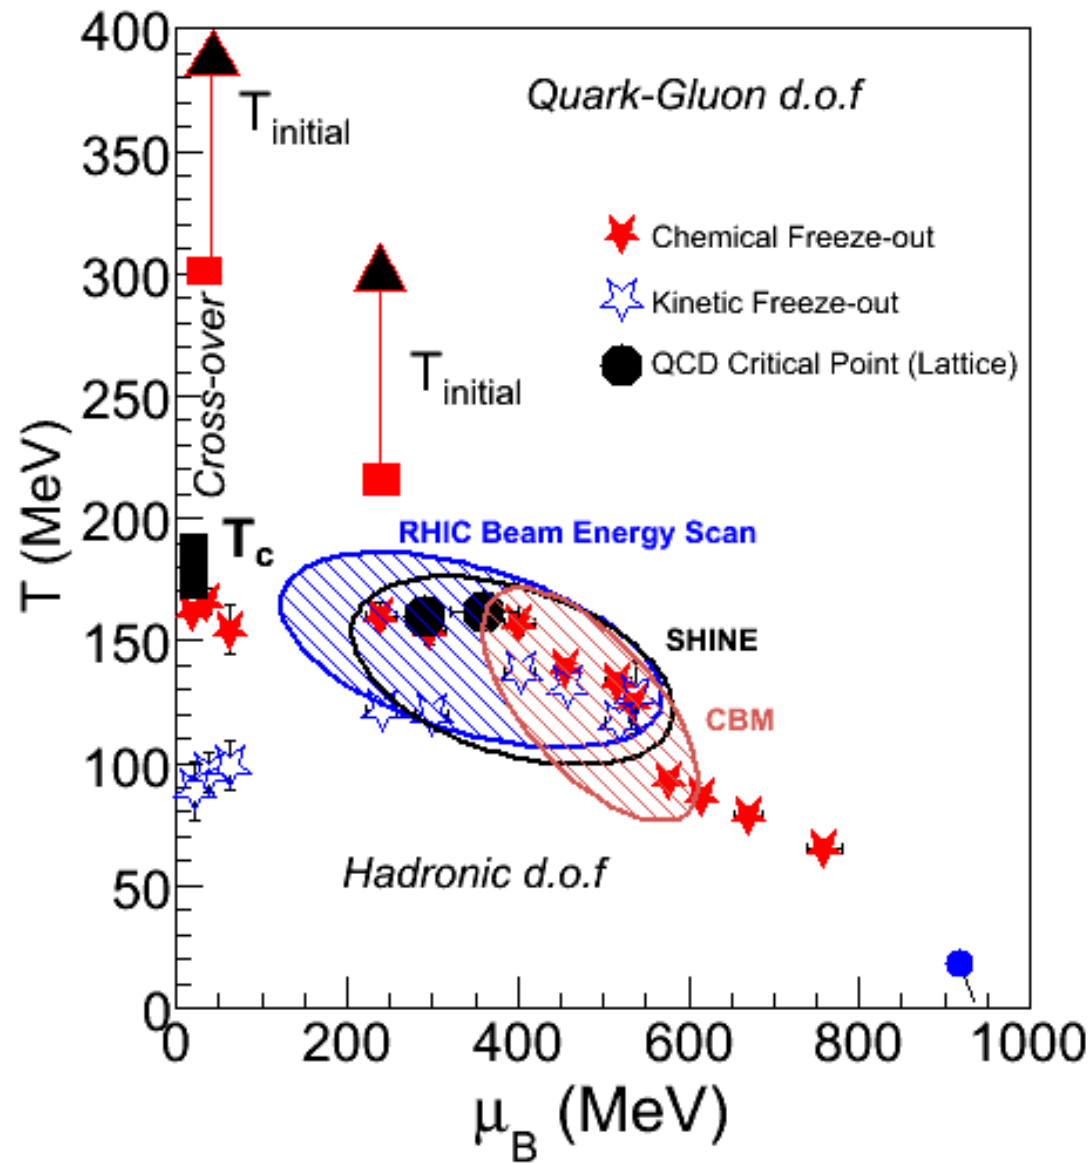 400
350
300
250
200
150
100
50
0
T (MeV)
T initial
Quark-Gluon d.o.f
Chemical Freeze-out
Kinetic Freeze-out
QCD Critical Point (Lattice)
Cross-over
T initial
Tc
RHIC Beam Energy Scan
SHINE
CBM
Hadronic d.o.f
0 200 400 600 800 1000
μB (MeV)